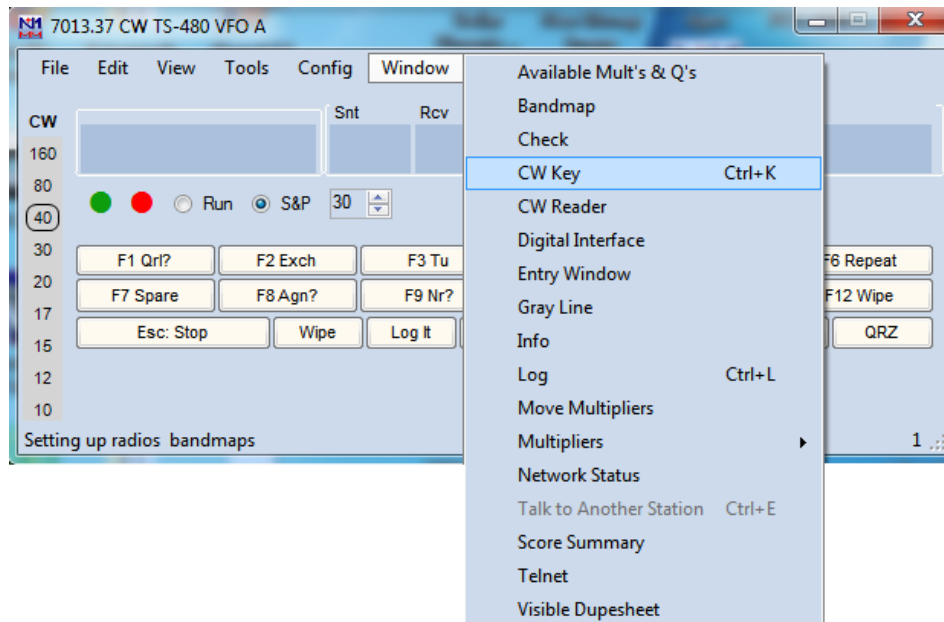 7013.37 CW TS-480 VFO A
File Edit View Tools Config Window
Snt Rcv
CW
160
80
40
30
20
17
15
12
10
Run S&P 30
F1 Qrl? F2 Exch F3 Tu F6 Repeat
F7 Spare F8 Agn? F9 Nr? F12 Wipe
Esc: Stop Wipe Log It QRZ
Setting up radios bandmaps 1
Available Mult's & Q's
Bandmap
Check
CW Key Ctrl+K
CW Reader
Digital Interface
Entry Window
Gray Line
Info
Log Ctrl+L
Move Multipliers
Multipliers
Network Status
Talk to Another Station Ctrl+E
Score Summary
Telnet
Visible Dupesheet